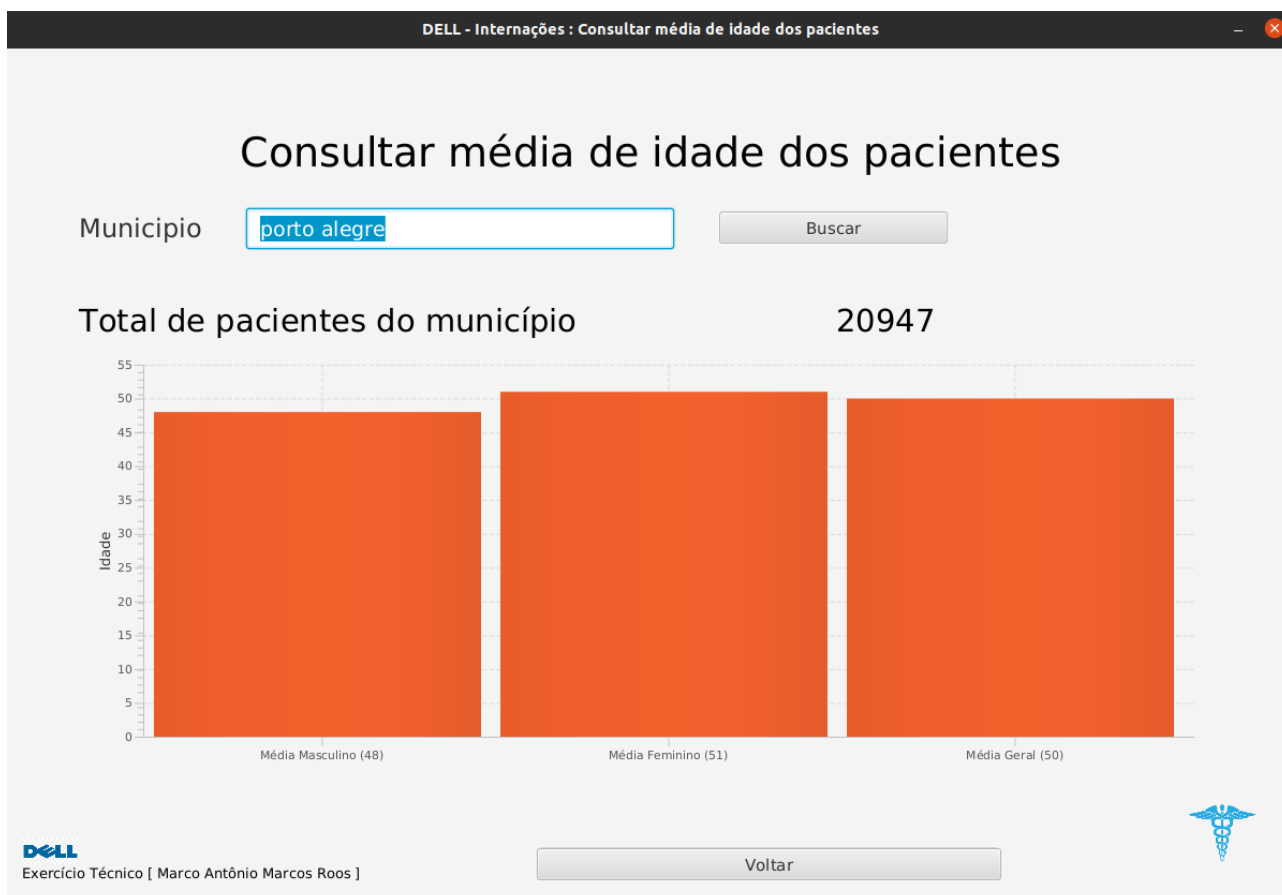 DELL - Internações : Consultar média de idade dos pacientes
Consultar média de idade dos pacientes
Municipio porto alegre Buscar
Total de pacientes do município 20947
55
50
45
40
35
30
25
20
15
10
5
0
Idade
Média Masculino (48) Média Feminino (51) Média Geral (50)
DELL
Exercício Técnico [ Marco Antônio Marcos Roos ]
Voltar